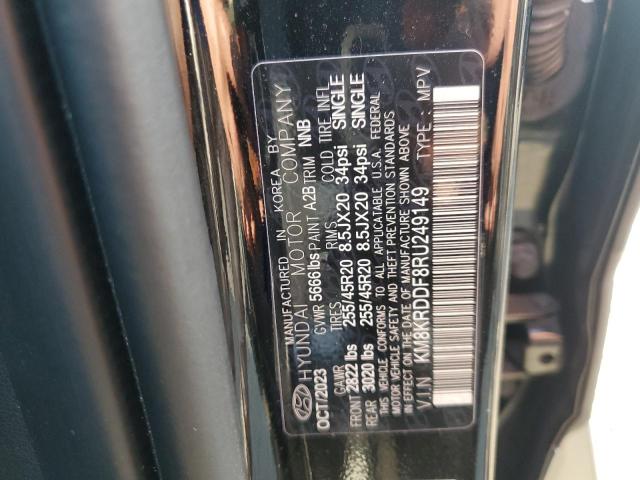 MANUFACTURED IN KOREA BY
HYUNDAI MOTOR COMPANY
OCT/2023 GVWR 5666 lbs PAINT A2B TRIM NNB
GAWR TIRES RIMS COLD TIRE INFL
FRONT 2822 lbs 255/45R20 8.5JX20 34psi SINGLE
REAR 3020 lbs 255/45R20 8.5JX20 34psi SINGLE
THIS VEHICLE CONFORMS TO ALL APPLICABLE U.S.A. FEDERAL
MOTOR VEHICLE SAFETY AND THEFT PREVENTION STANDARDS
IN EFFECT ON THE DATE OF MANUFACTURE SHOWN ABOVE
V.I.N : KM8KRDDF8RU249149 TYPE : MPV